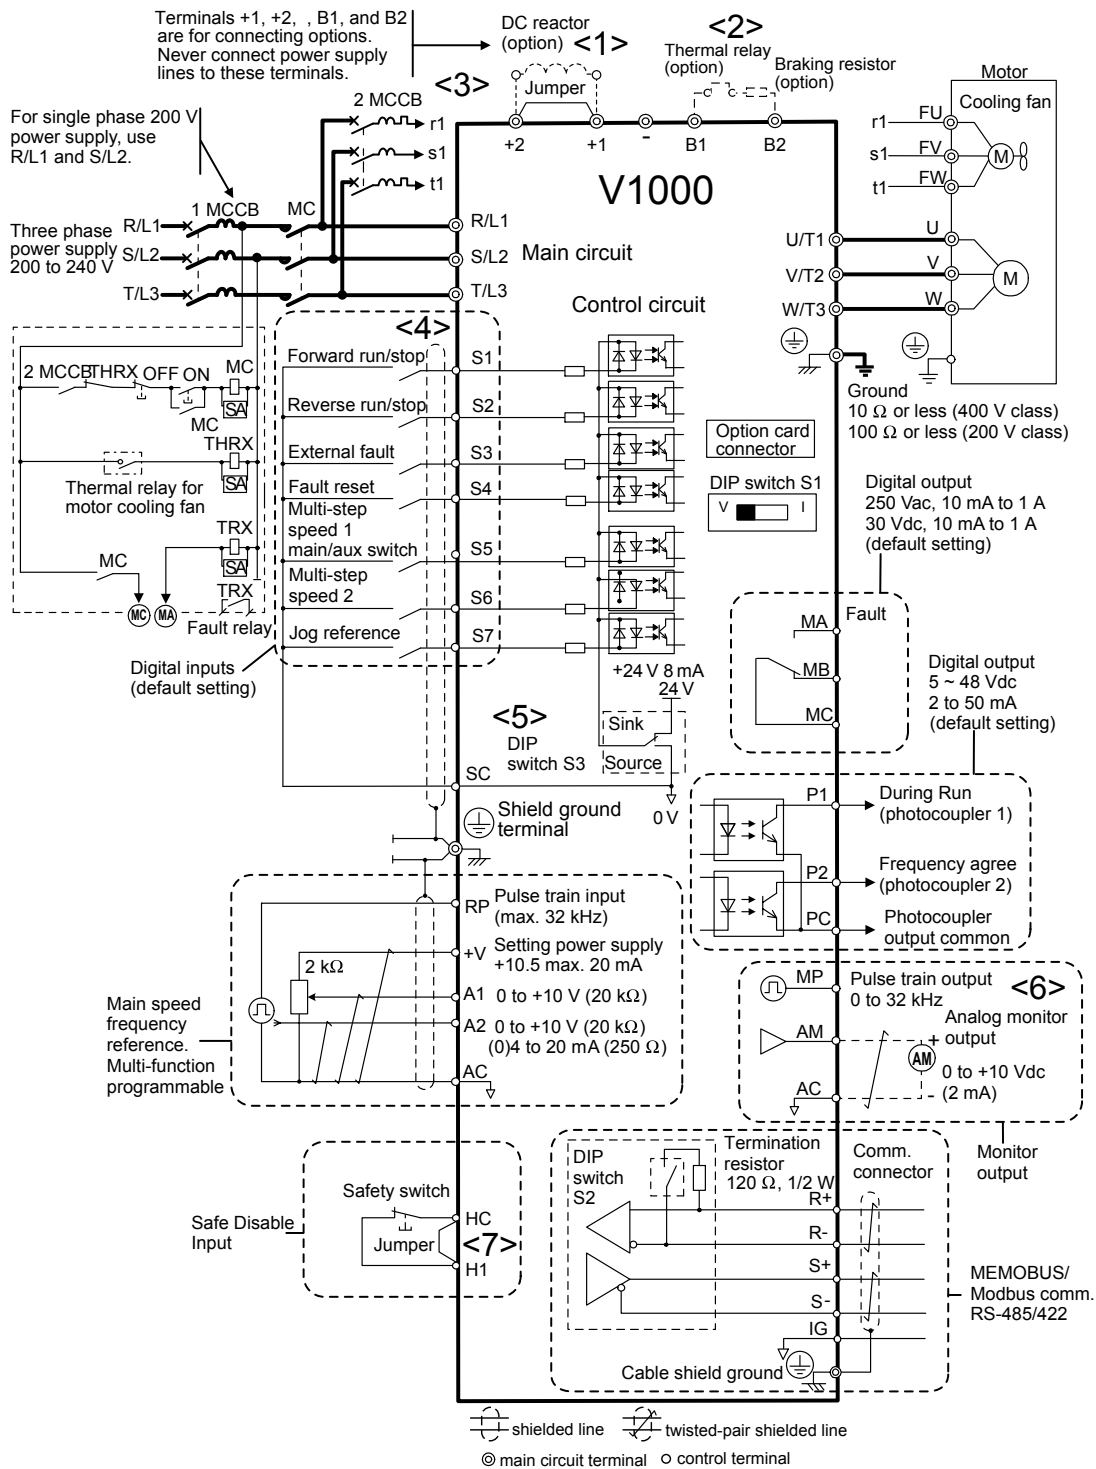 Terminals +1, +2, , B1, and B2
are for connecting options.
Never connect power supply
lines to these terminals.
DC reactor
(option)
<1>
Jumper
<2>
Thermal relay
(option)
Braking resistor
(option)
<3>
2 MCCB
r1
s1
t1
For single phase 200 V
power supply, use
R/L1 and S/L2.
+2
+1
-
B1
B2
Motor
Cooling fan
r1
FU
s1
FV
t1
FW
M
V1000
1 MCCB
MC
Three phase
power supply
200 to 240 V
R/L1
S/L2
T/L3
R/L1
S/L2
T/L3
Main circuit
Control circuit
U/T1
V/T2
W/T3
U
V
W
M
Ground
10 Ω or less (400 V class)
100 Ω or less (200 V class)
2 MCCB
THRX
OFF
ON
MC
SA
MC
THRX
SA
Thermal relay for
motor cooling fan
TRX
SA
MC
TRX
MC
MA
Fault relay
<4>
Forward run/stop
S1
Reverse run/stop
S2
External fault
S3
Fault reset
S4
Multi-step
speed 1
main/aux switch
S5
Multi-step
speed 2
S6
Jog reference
S7
Digital inputs
(default setting)
Option card
connector
DIP switch S1
V
I
Digital output
250 Vac, 10 mA to 1 A
30 Vdc, 10 mA to 1 A
(default setting)
MA
Fault
MB
MC
+24 V 8 mA
24 V
<5>
DIP
switch S3
Sink
Source
0 V
SC
Shield ground
terminal
Digital output
5 ~ 48 Vdc
2 to 50 mA
(default setting)
P1
During Run
(photocoupler 1)
P2
Frequency agree
(photocoupler 2)
PC
Photocoupler
output common
Main speed
frequency
reference.
Multi-function
programmable
2 kΩ
RP
Pulse train input
(max. 32 kHz)
+V
Setting power supply
+10.5 max. 20 mA
A1
0 to +10 V (20 kΩ)
A2
0 to +10 V (20 kΩ)
(0)4 to 20 mA (250 Ω)
AC
MP
Pulse train output
0 to 32 kHz
<6>
AM
+
Analog monitor
output
AM
0 to +10 Vdc
(2 mA)
AC
-
Monitor
output
Safe Disable
Input
Safety switch
Jumper
HC
<7>
H1
DIP
switch
S2
Termination
resistor
120 Ω, 1/2 W
Comm.
connector
R+
R-
S+
S-
IG
Cable shield ground
MEMOBUS/
Modbus comm.
RS-485/422
shielded line
twisted-pair shielded line
main circuit terminal
control terminal